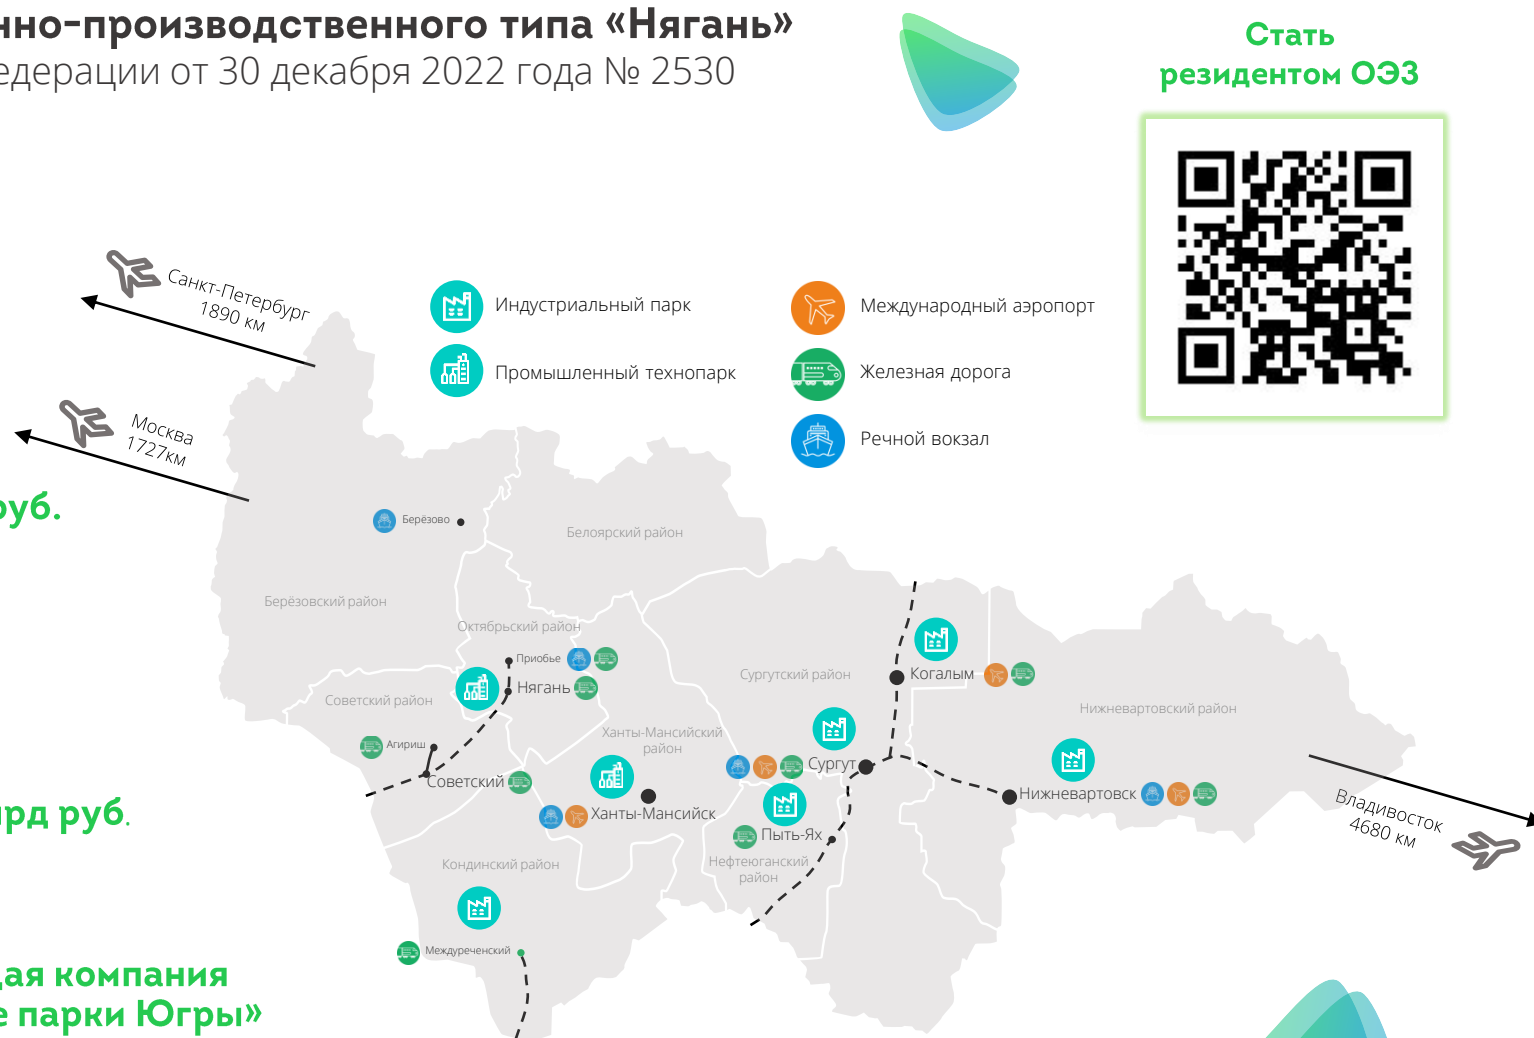 нно-производственного типа «Нягань»
едерации от 30 декабря 2022 года № 2530
Стать
резидентом ОЭЗ
Санкт-Петербург
1890 км
Индустриальный парк
Международный аэропорт
Промышленный технопарк
Железная дорога
Речной вокзал
Москва
1727км
руб.
Берёзово
Белоярский район
Берёзовский район
Октябрьский район
Приобье
Нягань
Сургутский район
Когалым
Советский район
Нижневартовский район
Ханты-Мансийский
район
Агириш
Сургут
Советский
Нижневартовск
Ханты-Мансийск
Пыть-Ях
Владивосток
4680 км
рд руб.
Нефтеюганский
район
Кондинский район
Междуреченский
ая компания
е парки Югры»